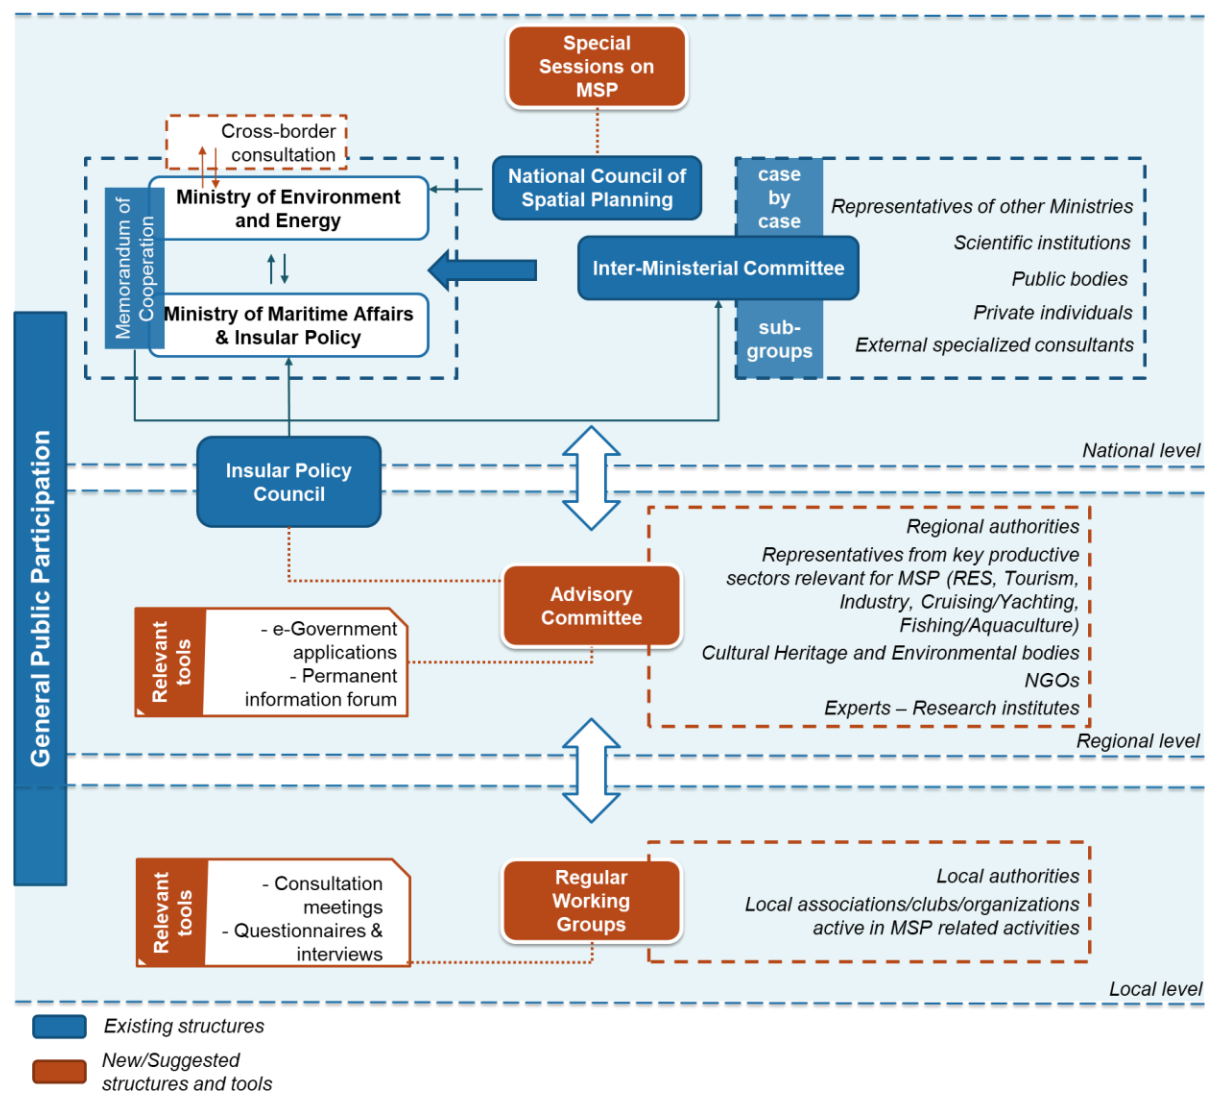 Special
Sessions on
MSP
Cross-border
consultation
Ministry of Environment
and Energy
Memorandum of
Cooperation
Ministry of Maritime Affairs
& Insular Policy
National Council of
Spatial Planning
case
by
case
Inter-Ministerial Committee
sub-
groups
Representatives of other Ministries
Scientific institutions
Public bodies
Private individuals
External specialized consultants
National level
General Public Participation
Insular Policy
Council
Advisory
Committee
Regional authorities
Representatives from key productive
sectors relevant for MSP (RES, Tourism,
Industry, Cruising/Yachting,
Fishing/Aquaculture)
Cultural Heritage and Environmental bodies
NGOs
Experts – Research institutes
Relevant
tools
- e-Government
applications
- Permanent
information forum
Regional level
Relevant
tools
- Consultation
meetings
- Questionnaires &
interviews
Regular
Working
Groups
Local authorities
Local associations/clubs/organizations
active in MSP related activities
Local level
Existing structures
New/Suggested
structures and tools